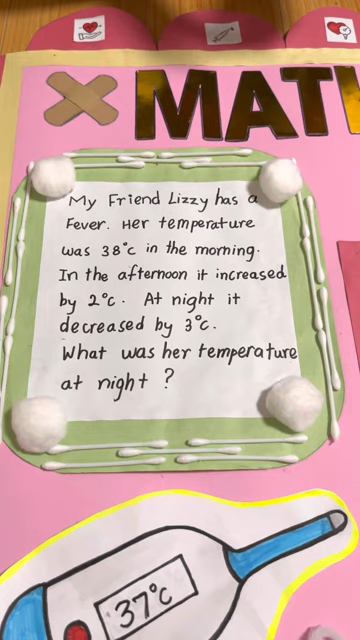 MAT
My Friend Lizzy has a
Fever. Her temperature
was 38°c in the morning.
In the afternoon it increased
by 2°c. At night it
decreased by 3°c.
What was her temperature
at night ?
37°c